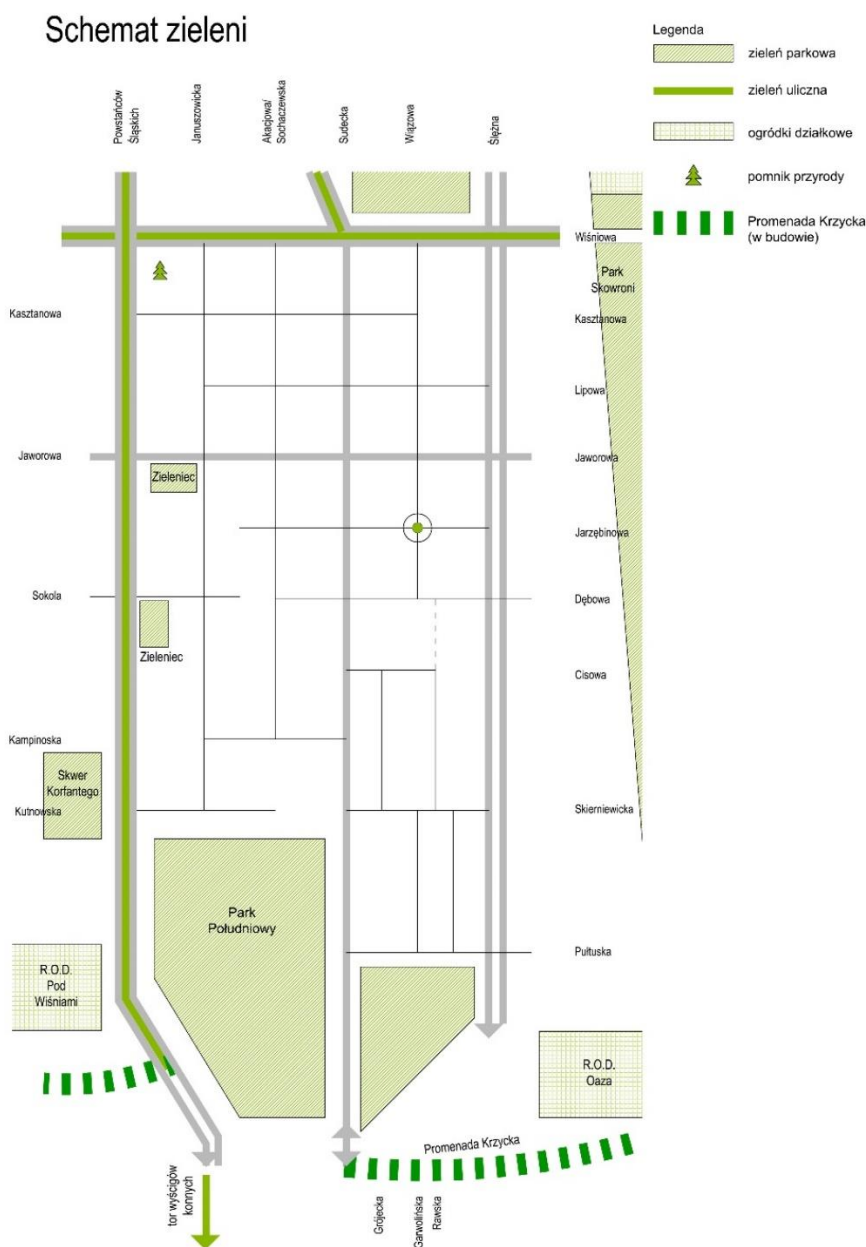 Schemat zieleni
Legenda
zieleń parkowa
zieleń uliczna
ogródki działkowe
pomnik przyrody
Promenada Krzycka
(w budowie)
Powstańców
Śląskich
Januszowicka
Akacjowa/
Sochaczewska
Sudecka
Wiązowa
Ślężna
Wiśniowa
Park
Skowroni
Kasztanowa
Kasztanowa
Lipowa
Jaworowa
Jaworowa
Zieleniec
Jarzębinowa
Sokola
Dębowa
Zieleniec
Cisowa
Kampinoska
Skwer
Korfantego
Kutnowska
Skierniewicka
Park
Południowy
Pułtuska
R.O.D.
Pod
Wiśniami
R.O.D.
Oaza
Promenada Krzycka
tor wyścigów
konnych
Grójecka
Garwolińska
Rawska